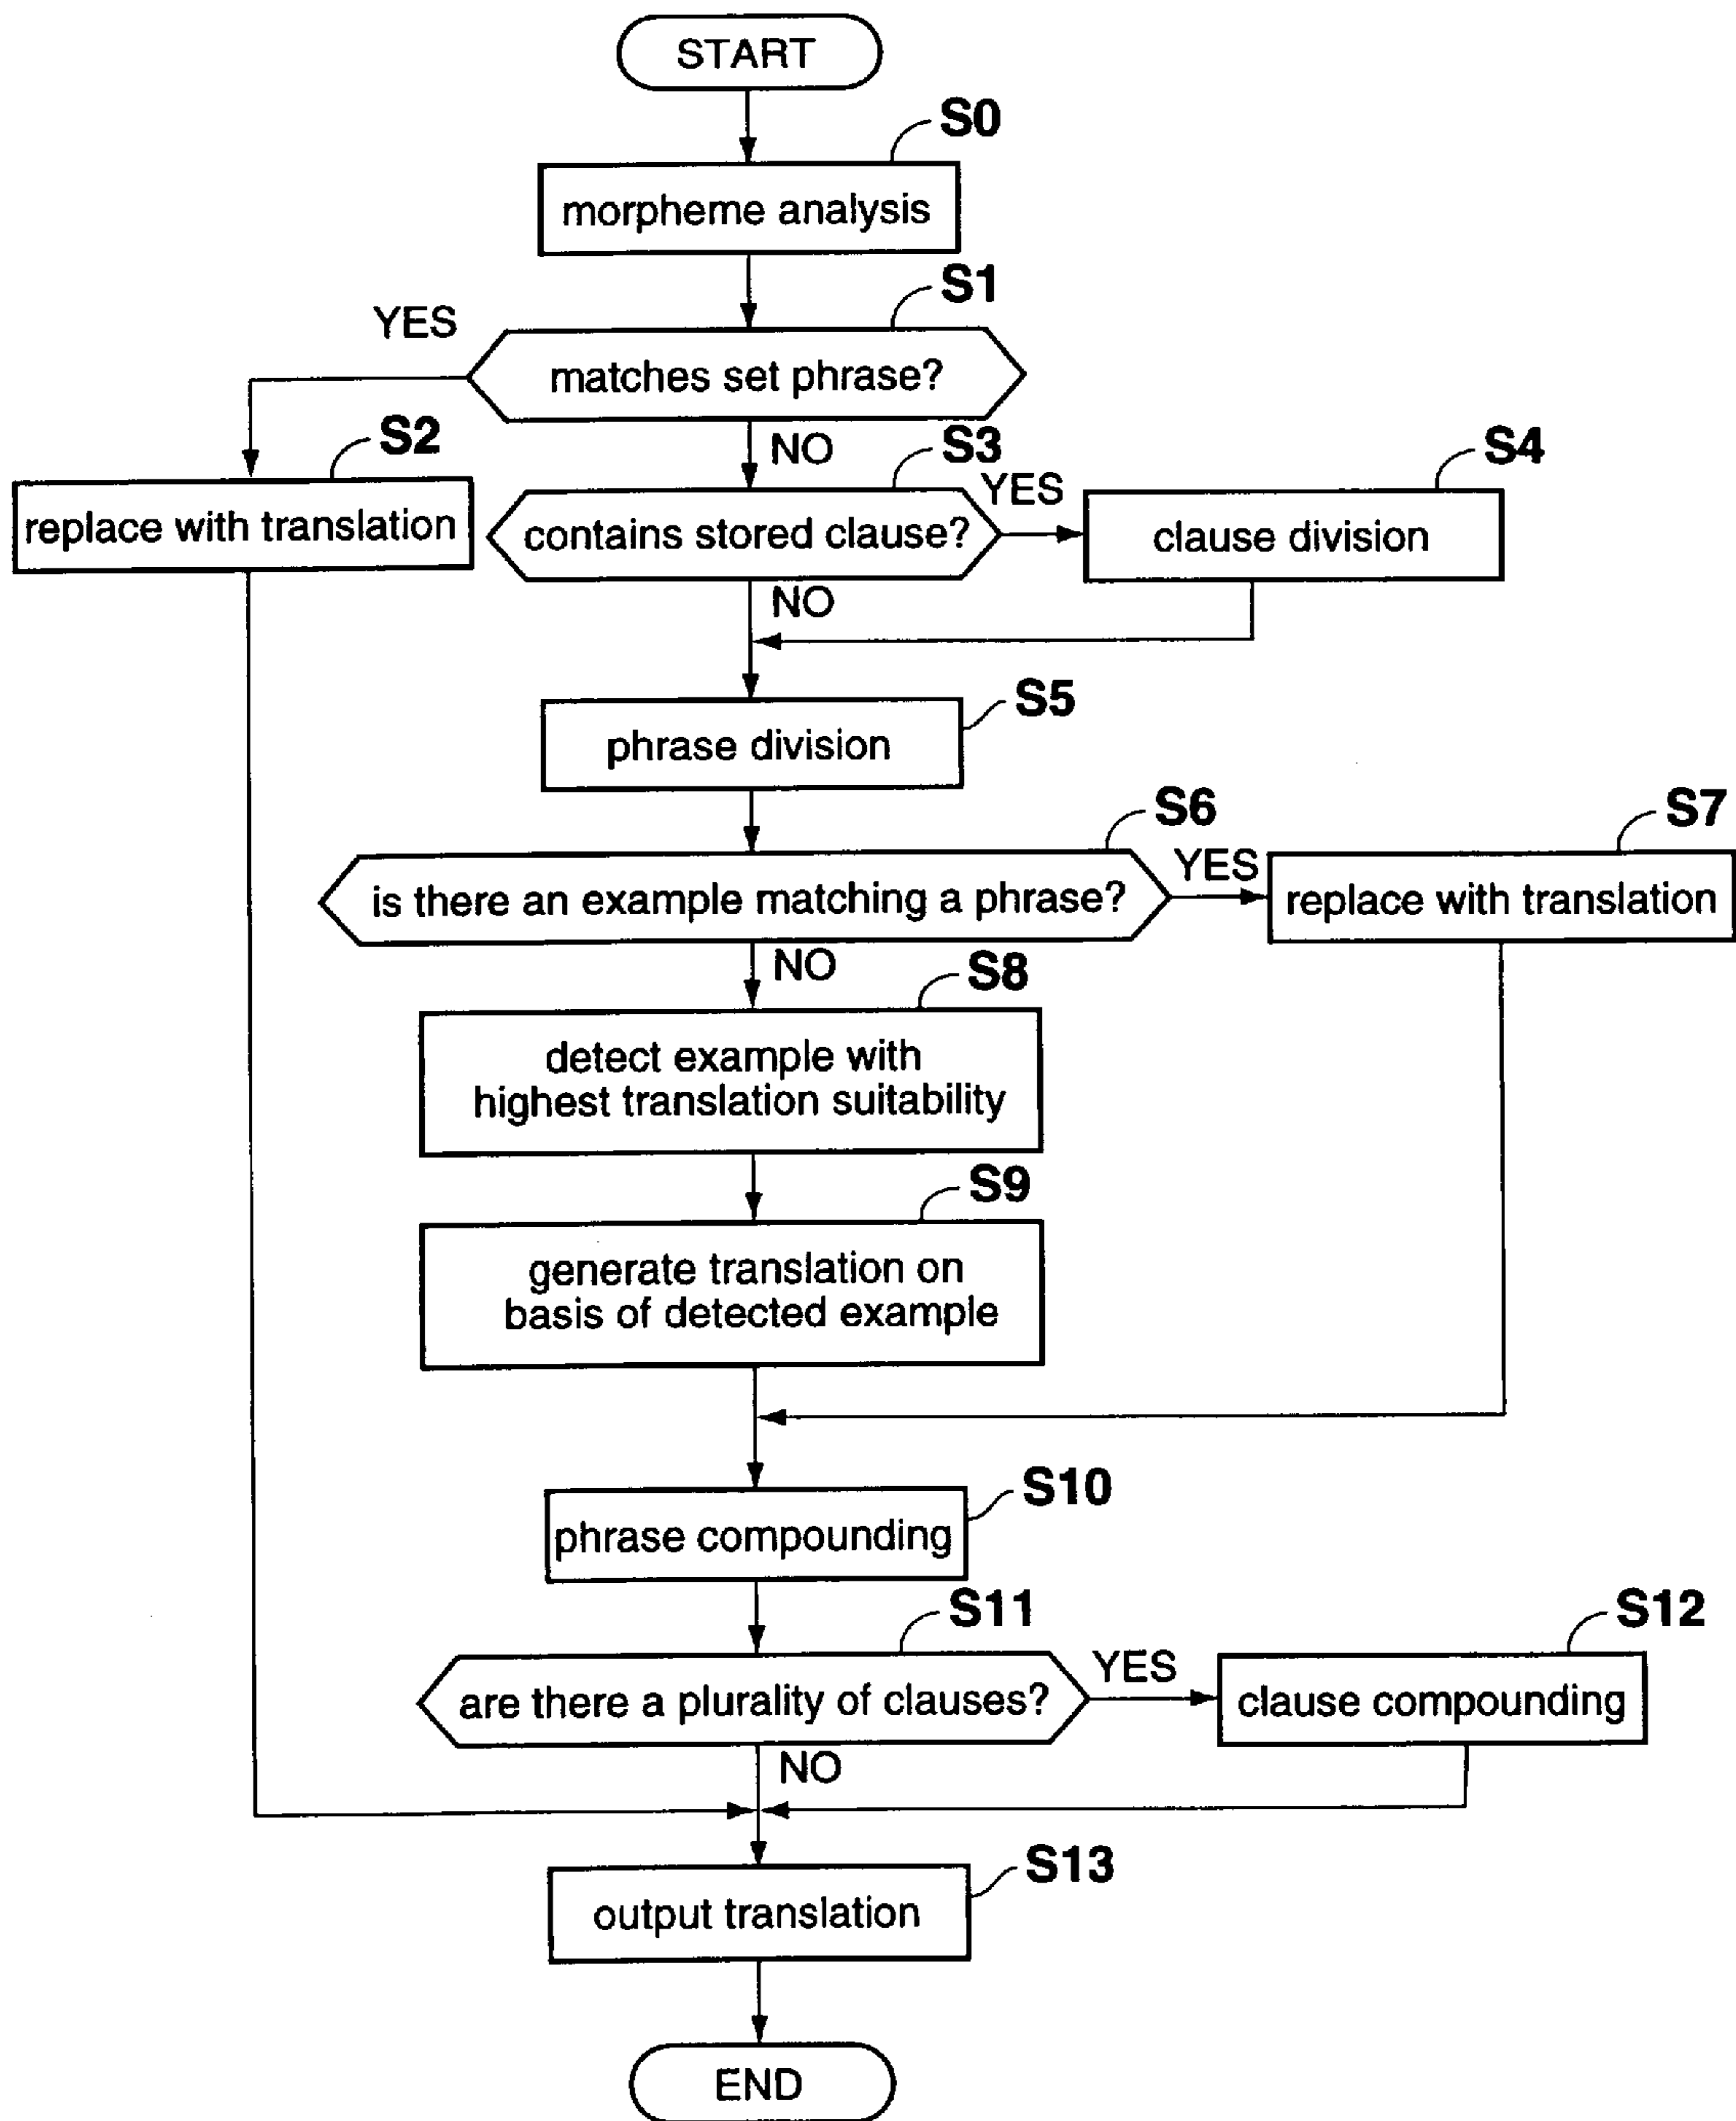 START
S0
morpheme analysis
S1
YES
matches set phrase?
S2
NO
S3
S4
replace with translation
contains stored clause?
YES
clause division
NO
S5
phrase division
S6
S7
is there an example matching a phrase?
YES
replace with translation
NO
S8
detect example with
highest translation suitability
S9
generate translation on
basis of detected example
S10
phrase compounding
S11
S12
are there a plurality of clauses?
YES
clause compounding
NO
S13
output translation
END